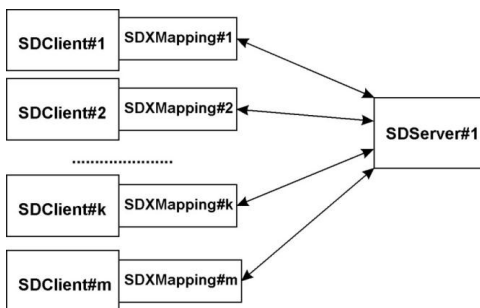 SDClient#1 SDXMapping#1
SDClient#2 SDXMapping#2
SDServer#1
......................
SDClient#k SDXMapping#k
SDClient#m SDXMapping#m